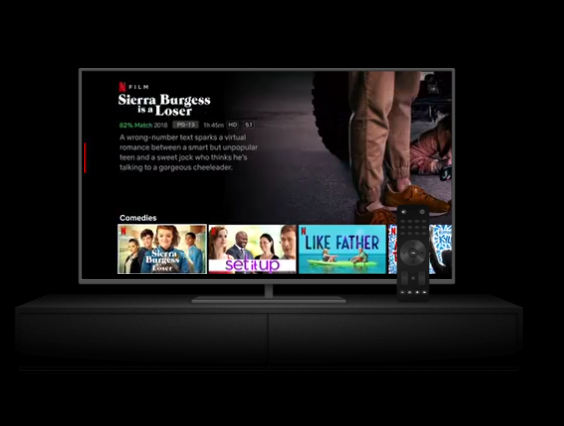 N FILM
Sierra Burgess
is a Loser
62% Match 2018 PG-13 1h 45m HD 5.1
A wrong-number text sparks a virtual
romance between a smart but unpopular
teen and a sweet jock who thinks he's
talking to a gorgeous cheeleader.
Comedies
Sierra
Burgess
is a
Loser
set it up
N
LIKE FATHER
N